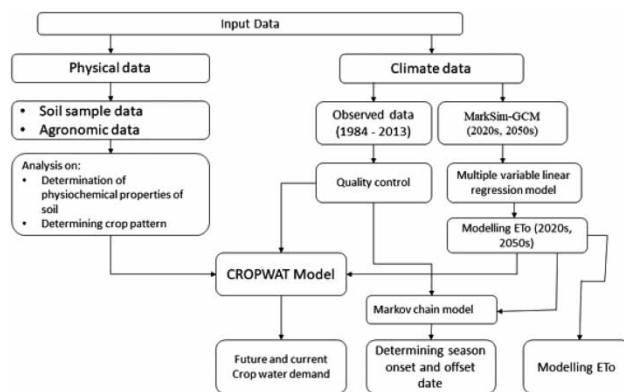 Input Data
Physical data
Climate data
• Soil sample data
• Agronomic data
Observed data
(1984 - 2013)
MarkSim-GCM
(2020s, 2050s)
Analysis on:
• Determination of
physiochemical properties of
soil
• Determining crop pattern
Quality control
Multiple variable linear
regression model
Modelling ETo (2020s,
2050s)
CROPWAT Model
Markov chain model
Future and current
Crop water demand
Determining season
onset and offset
date
Modelling ETo